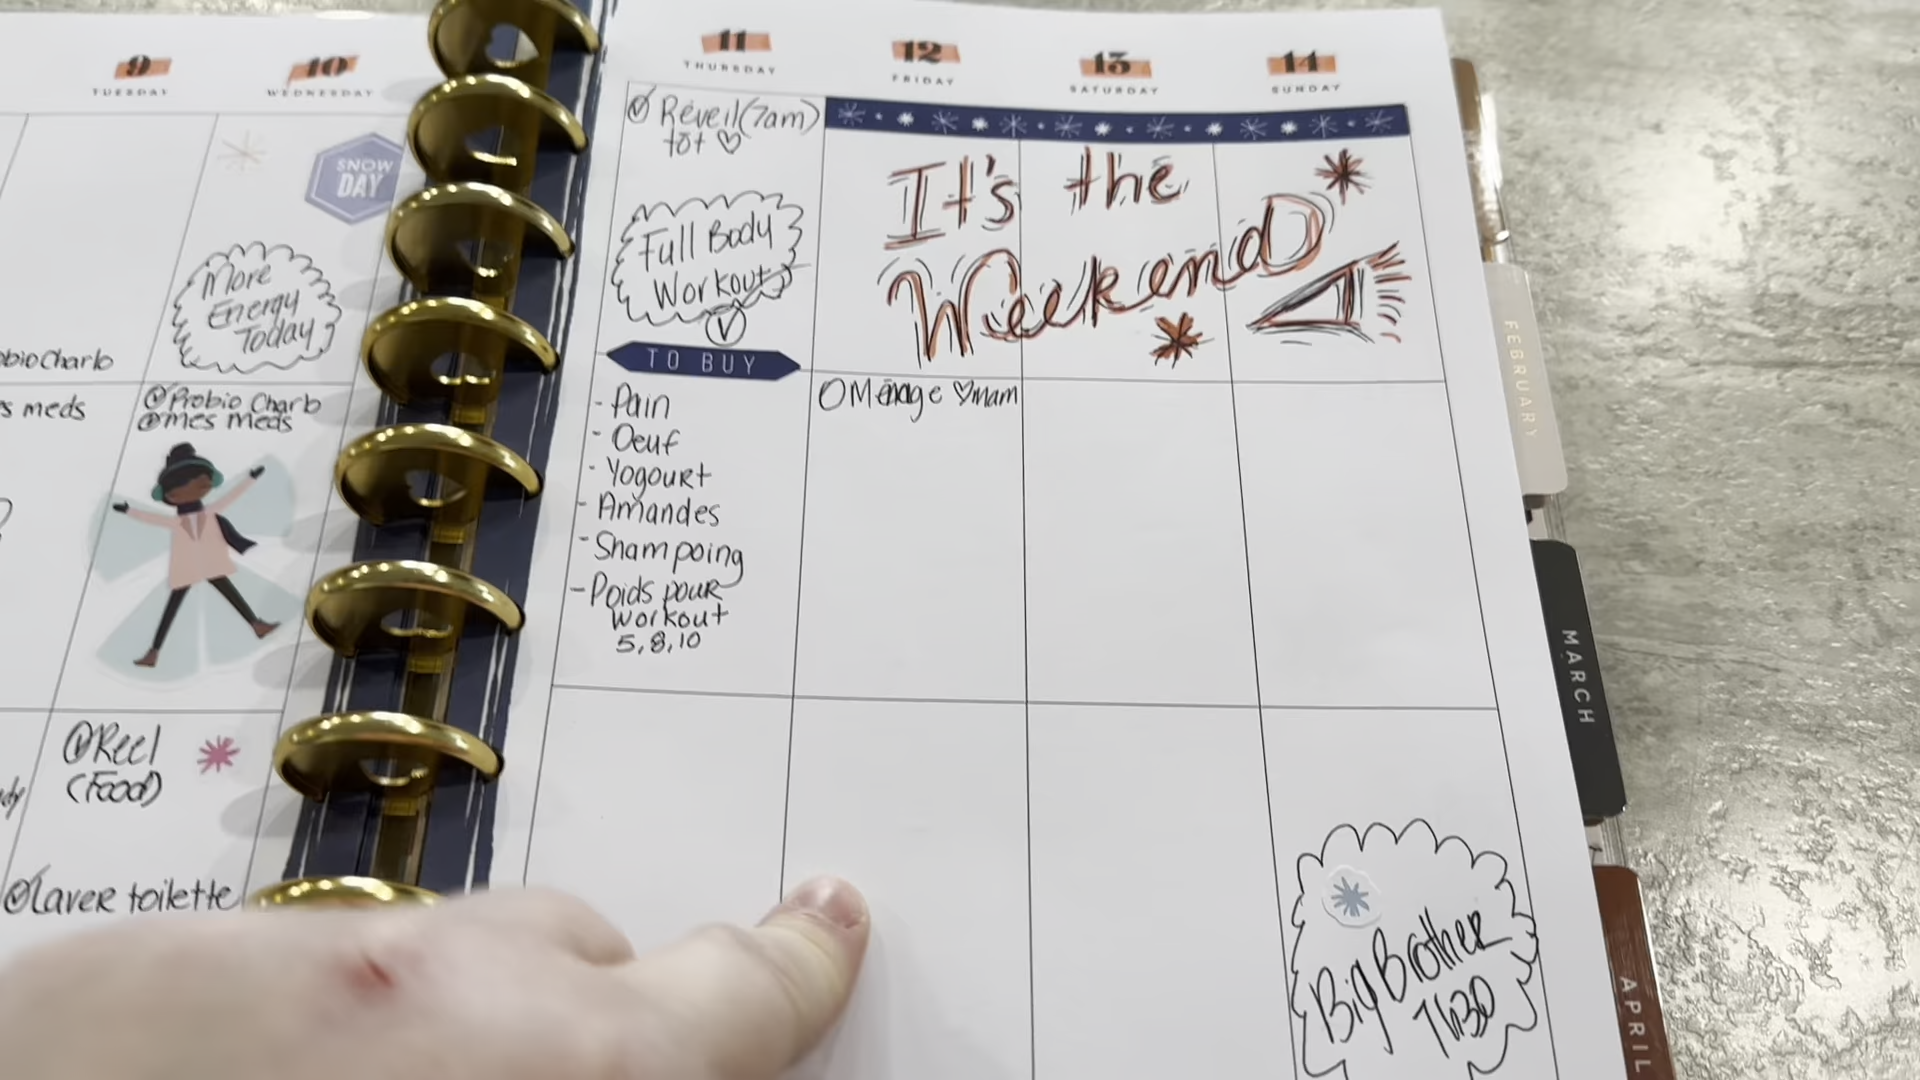 9
TUESDAY
10
WEDNESDAY
SNOW
DAY
More
Energy
Today
Charb
meds
Probio Charb
mes meds
Reel
(Food)
Laver toilette
11
THURSDAY
12
FRIDAY
13
SATURDAY
14
SUNDAY
Réveil (7am)
tôt ♡
Full Body
Workout
TO BUY
- Pain
- Oeuf
- Yogourt
- Amandes
- Shampoing
- Poids pour
workout
5, 8, 10
It's the
Weekend
Ménage ♡ mam
Big Brother
7h30
FEBRUARY
MARCH
APRIL